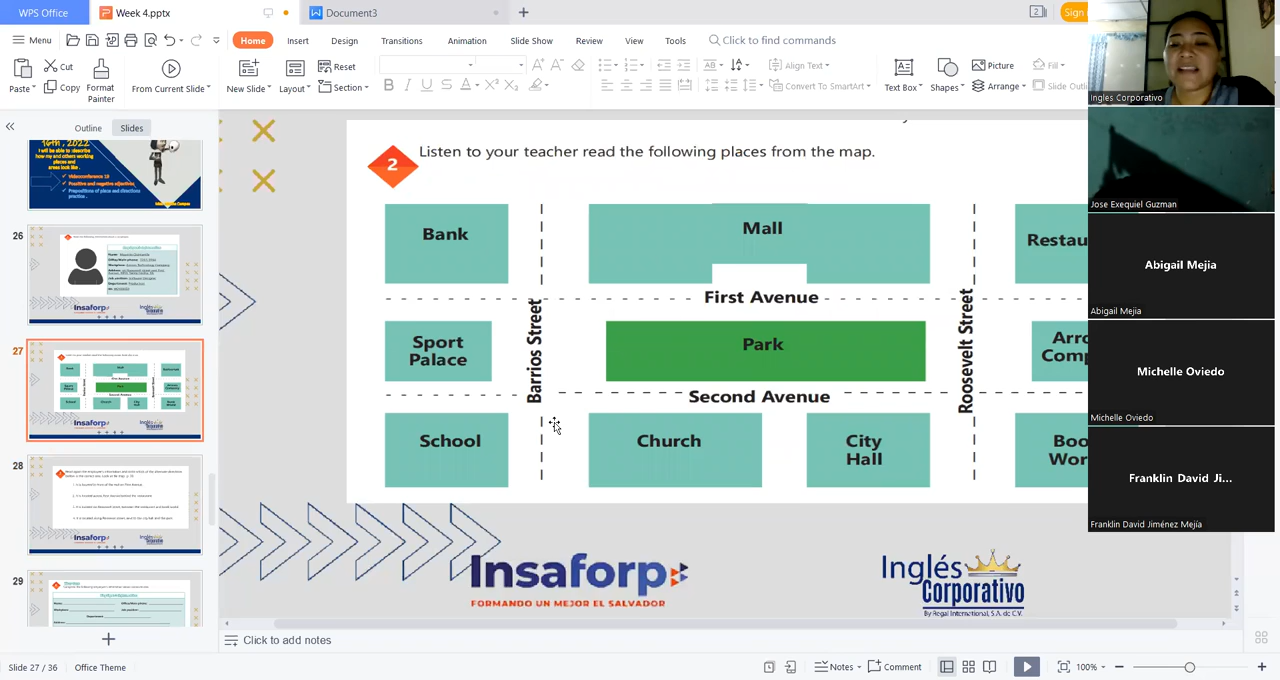 WPS Office
Week 4.pptx
Document3
2
Sign
Menu
Home
Insert
Design
Transitions
Animation
Slide Show
Review
View
Tools
Click to find commands
Paste
Cut
Copy
Format
Painter
From Current Slide
New Slide
Layout
Reset
Section
B I U S A X² X₂
Align Text
Convert To SmartArt
Text Box
Shapes
Picture
Arrange
Fill
Slide Outli
Outline
Slides
26
27
28
29
2
Listen to your teacher read the following places from the map.
Bank
Mall
Restau
First Avenue
Sport
Palace
Barrios Street
Park
Roosevelt Street
Arro
Comp
Second Avenue
School
Church
City
Hall
Boo
Wor
Insaforp
FORMANDO UN MEJOR EL SALVADOR
Inglés
Corporativo
By Regal International, S.A. de C.V.
Ingles Corporativo
Jose Exequiel Guzman
Abigail Mejia
Abigail Mejia
Michelle Oviedo
Michelle Oviedo
Franklin David Ji...
Franklin David Jiménez Mejía
Click to add notes
Slide 27 / 36
Office Theme
Notes
Comment
100%